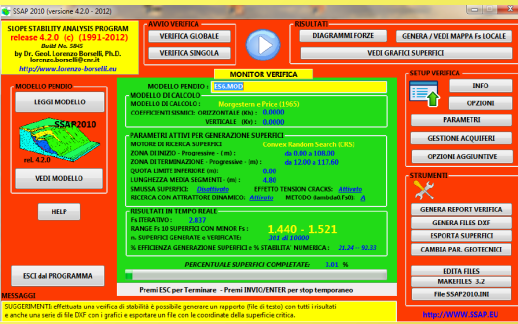 SSAP 2010 (versione 4.2.0 - 2012)
SLOPE STABILITY ANALYSIS PROGRAM
release 4.2.0 (c) (1991-2012)
Build No. 5845
by Dr. Geol. Lorenzo Borselli, Ph.D.
lorenzo.borselli@cnr.it
http://www.lorenzo-borselli.eu
AVVIO VERIFICA
VERIFICA GLOBALE
VERIFICA SINGOLA
RISULTATI
DIAGRAMMI FORZE
GENERA / VEDI MAPPA Fs LOCALE
VEDI GRAFICI SUPERFICI
MODELLO PENDIO
LEGGI MODELLO
SSAP2010
rel. 4.2.0
VEDI MODELLO
HELP
ESCI dal PROGRAMMA
MONITOR VERIFICA
MODELLO PENDIO : ES6.MOD
MODELLO DI CALCOLO
MODELLO DI CALCOLO : Morgestern e Price (1965)
COEFFICIENTI SISMICI: ORIZZONTALE (Kh) : 0.0000
VERTICALE (Kv) : 0.0000
PARAMETRI ATTIVI PER GENERAZIONE SUPERFICI
MOTORE DI RICERCA SUPERFICI Convex Random Search (CRS)
ZONA DI INIZIO - Progressive - (m) : da 0.00 a 108.00
ZONA DI TERMINAZIONE - Progressive - (m) : da 12.00 a 117.60
QUOTA LIMITE INFERIORE (m): 0.00
LUNGHEZZA MEDIA SEGMENTI - (m) : 4.80
SMUSSA SUPERFICI: Disattivato EFFETTO TENSION CRACKS: Attivato
RICERCA CON ATTRATTORE DINAMICO: Attivato METODO (lambda0,Fs0): A
RISULTATI IN TEMPO REALE
Fs ITERATIVO : 2.837
RANGE Fs 10 SUPERFICI CON MINOR Fs : 1.440 - 1.521
n. SUPERFICI GENERATE e VERIFICATE: 301 di 10000
% EFFICIENZA GENERAZIONE SUPERFICI e % STABILITA' NUMERICA : 21.24 -- 92.33
PERCENTUALE SUPERFICI COMPLETATE: 3.01 %
Premi ESC per Terminare - Premi INVIO/ENTER per stop temporaneo
SETUP VERIFICA
INFO
OPZIONI
PARAMETRI
GESTIONE ACQUIFERI
OPZIONI AGGIUNTIVE
STRUMENTI
GENERA REPORT VERIFICA
GENERA FILES DXF
ESPORTA SUPERFICI
CAMBIA PAR. GEOTECNICI
EDITA FILES
MAKEFILES 3.2
File SSAP2010.INI
http://WWW.SSAP.EU
MESSAGGI
SUGGERIMENTI: effettuata una verifica di stabilità è possibile generare un rapporto (file di testo) con tutti i risultati
e anche una serie di file DXF con i grafici e esportare un file con le coordinate della superficie critica.